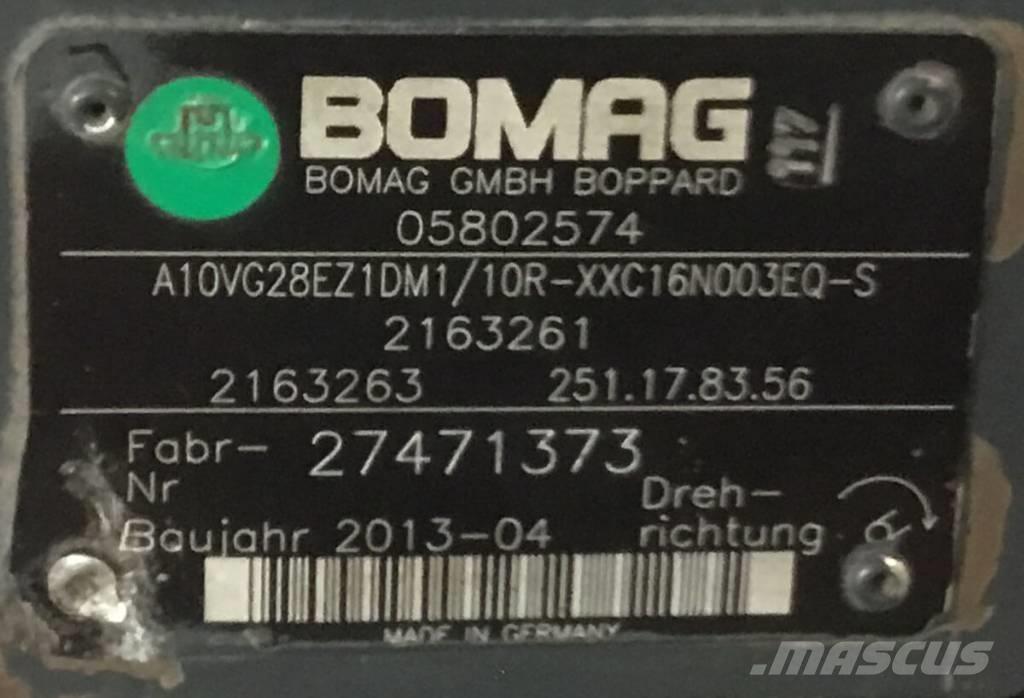 BOMAG
BOMAG GMBH BOPPARD
05802574
A10VG28EZ1DM1/10R-XXC16N003EQ-S
2163261
2163263 251.17.83.56
Fabr-Nr 27471373
Baujahr 2013-04
Dreh-
richtung
R
MADE IN GERMANY
.MASCUS